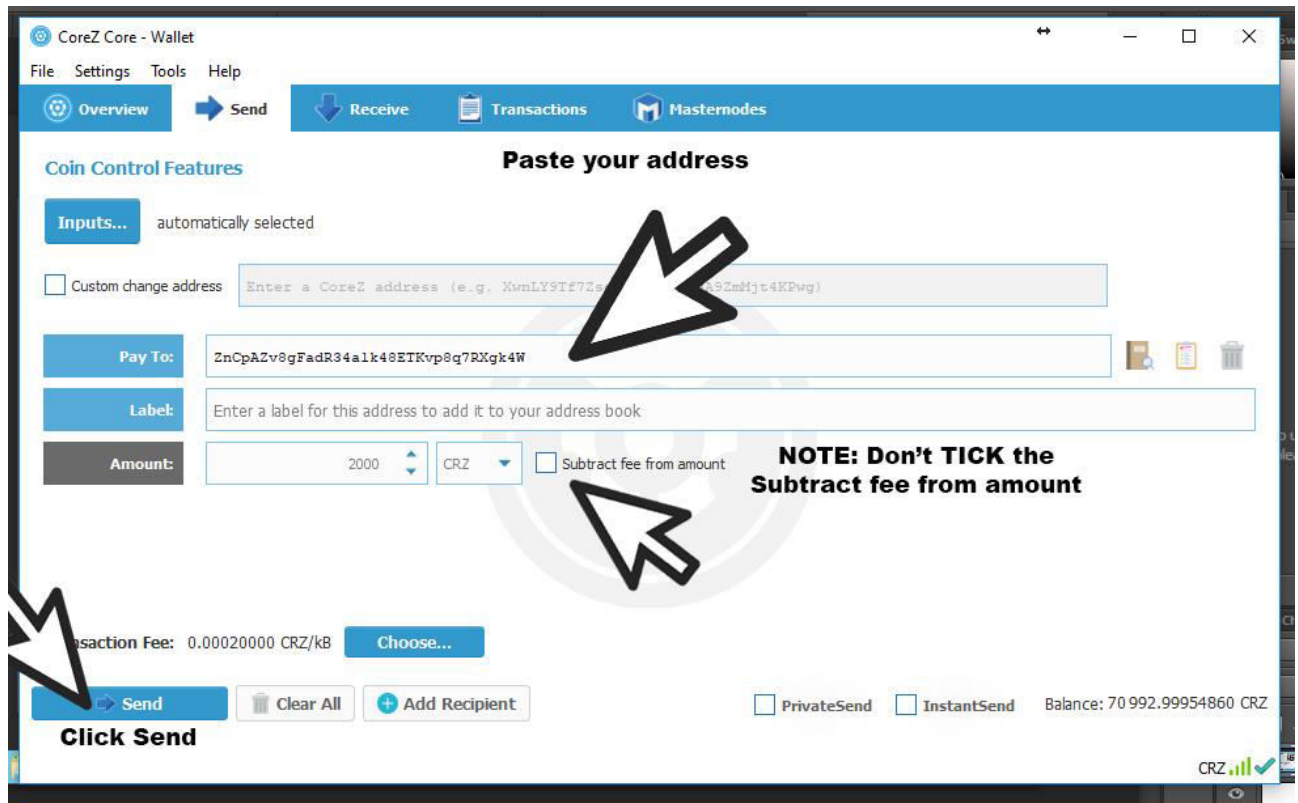 CoreZ Core - Wallet
File Settings Tools Help
Overview Send Receive Transactions Masternodes
Coin Control Features
Paste your address
Inputs... automatically selected
Custom change address Enter a CoreZ address (e.g.
Pay To: ZnCpAZv8gFadR34alk48ETKvp8q7RXgk4W
Label: Enter a label for this address to add it to your address book
Amount: 2000 CRZ Subtract fee from amount
NOTE: Don't TICK the
Subtract fee from amount
Fee: 0.00020000 CRZ/kB Choose...
Send Clear All Add Recipient PrivateSend InstantSend Balance: 70 992.99954860 CRZ
Click Send
CRZ